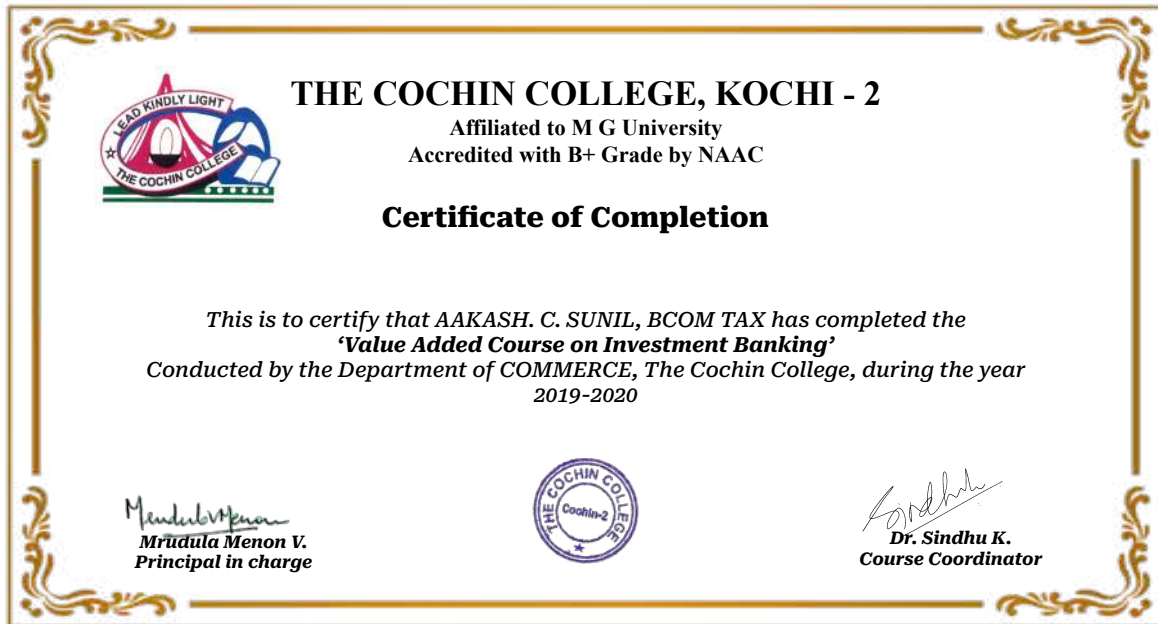 LEAD KINDLY LIGHT
THE COCHIN COLLEGE
THE COCHIN COLLEGE, KOCHI - 2
Affiliated to M G University
Accredited with B+ Grade by NAAC
Certificate of Completion
This is to certify that AAKASH. C. SUNIL, BCOM TAX has completed the
‘Value Added Course on Investment Banking’
Conducted by the Department of COMMERCE, The Cochin College, during the year
2019-2020
Mrudula Menon V.
Principal in charge
THE COCHIN COLLEGE
Cochin-2
Sindhu
Dr. Sindhu K.
Course Coordinator